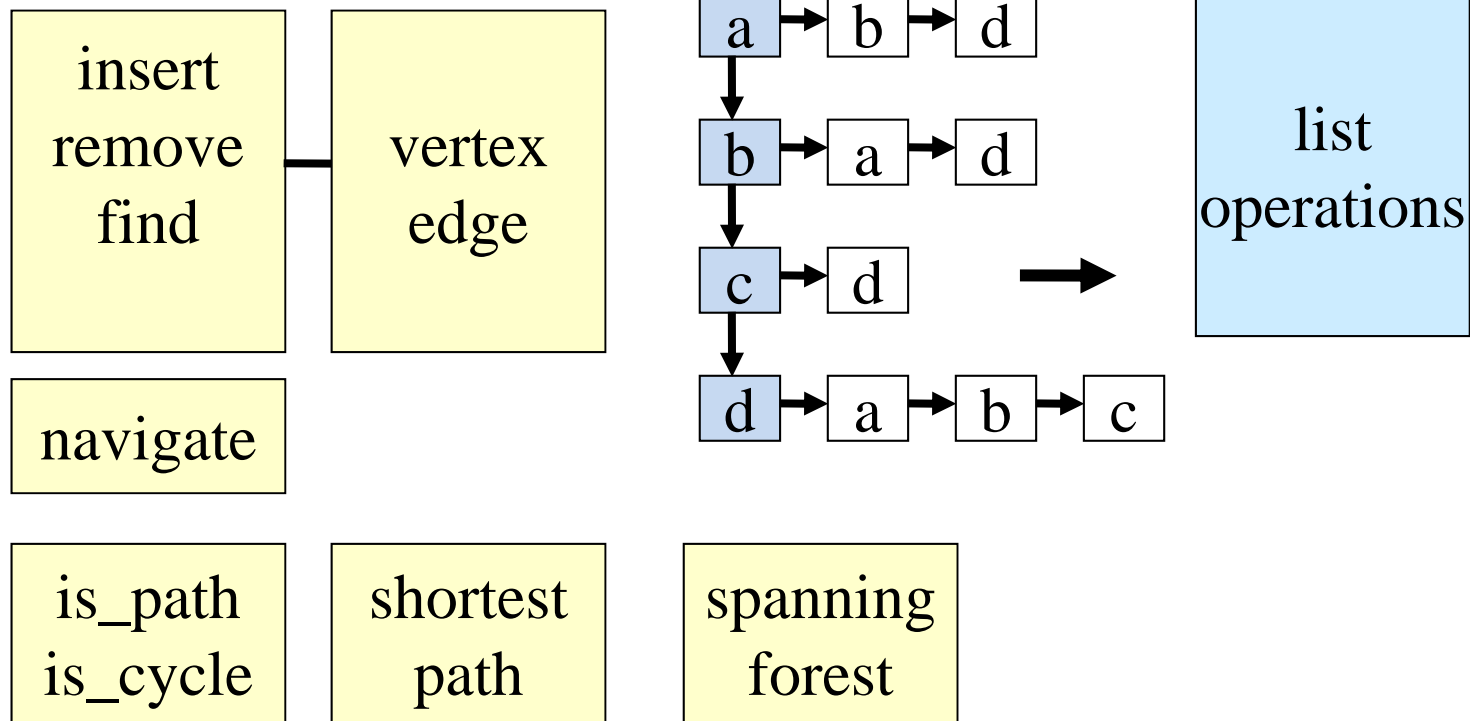 insert
remove
find
vertex
edge
a b d
b a d
c d
d a b c
list
operations
navigate
is_path
is_cycle
shortest
path
spanning
forest